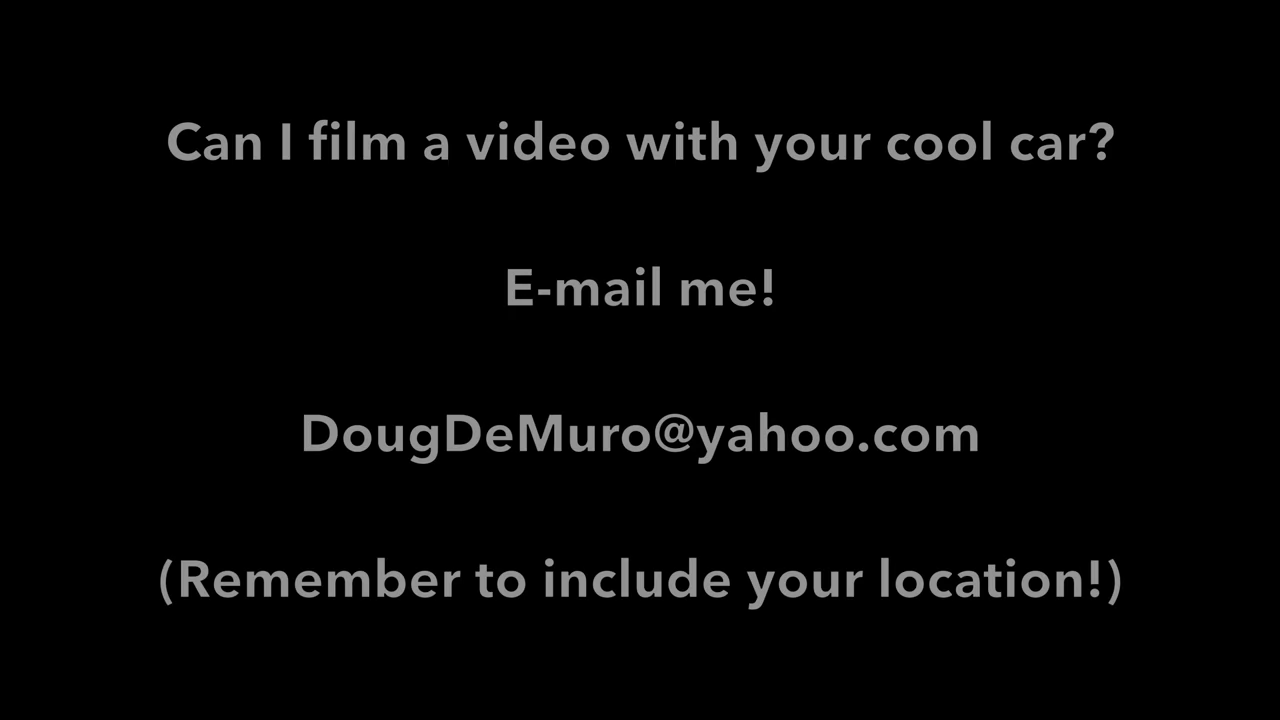 Can I film a video with your cool car?
E-mail me!
DougDeMuro@yahoo.com
(Remember to include your location!)